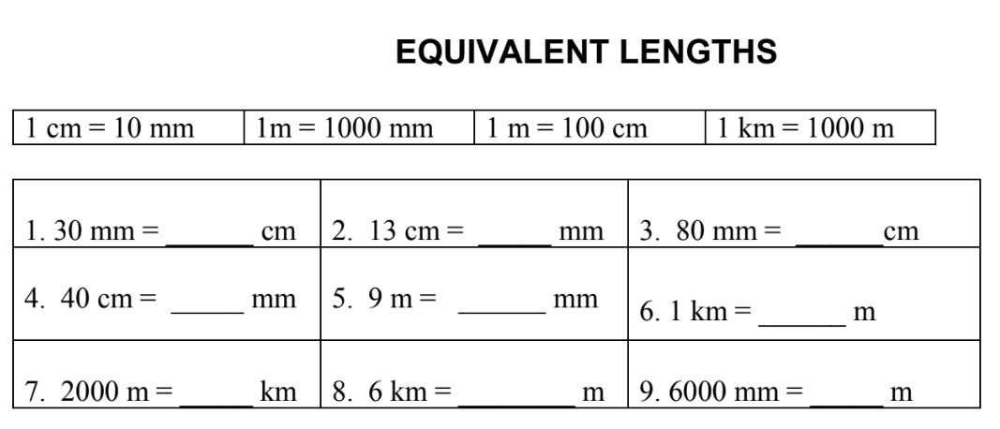 EQUIVALENT LENGTHS
1 cm = 10 mm 1m = 1000 mm 1 m = 100 cm 1 km = 1000 m
1. 30 mm = ______ cm 2. 13 cm = _____ mm 3. 80 mm = ______cm
4. 40 cm = _____ mm 5. 9 m = ______ mm 6. 1 km = ______ m
7. 2000 m = _____ km 8. 6 km = ________ m 9. 6000 mm = _____ m